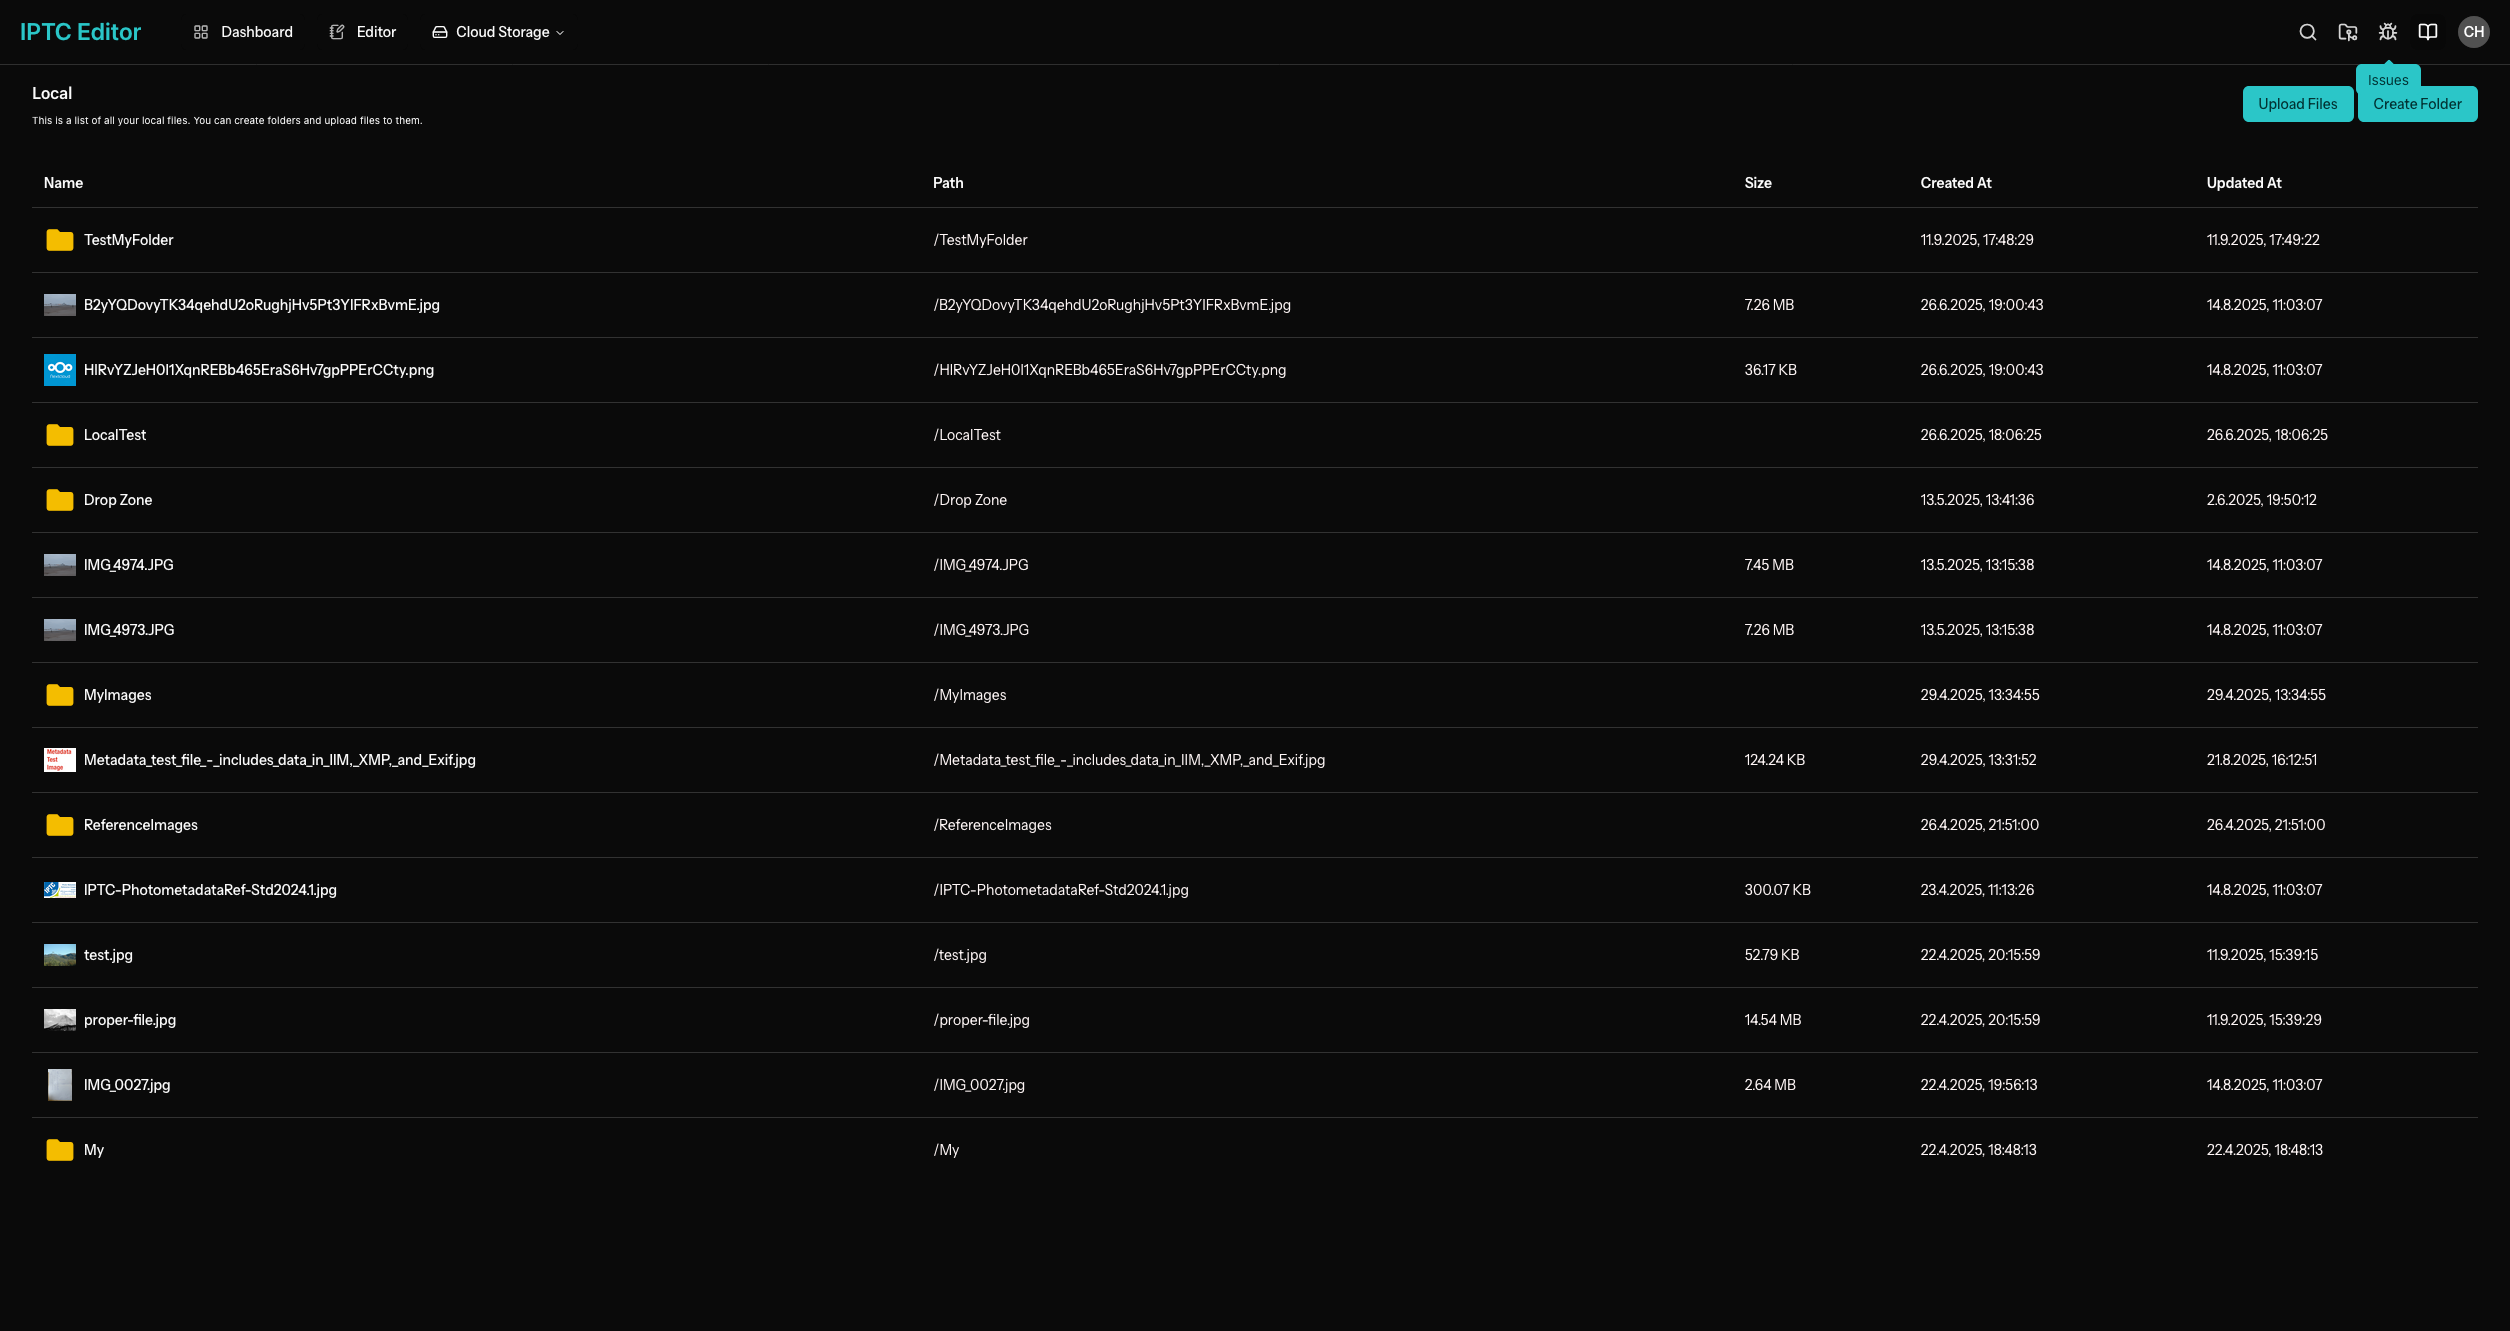 IPTC Editor Dashboard Editor Cloud Storage CH
Issues
Local
This is a list of all your local files. You can create folders and upload files to them.
Upload Files Create Folder
Name Path Size Created At Updated At
TestMyFolder /TestMyFolder 11.9.2025, 17:48:29 11.9.2025, 17:49:22
B2yYQDovyTK34qehdU2oRughjHv5Pt3YIFRxBvmE.jpg /B2yYQDovyTK34qehdU2oRughjHv5Pt3YIFRxBvmE.jpg 7.26 MB 26.6.2025, 19:00:43 14.8.2025, 11:03:07
HIRvYZJeH0I1XqnREBb465EraS6Hv7gpPPErCCty.png /HIRvYZJeH0I1XqnREBb465EraS6Hv7gpPPErCCty.png 36.17 KB 26.6.2025, 19:00:43 14.8.2025, 11:03:07
LocalTest /LocalTest 26.6.2025, 18:06:25 26.6.2025, 18:06:25
Drop Zone /Drop Zone 13.5.2025, 13:41:36 2.6.2025, 19:50:12
IMG_4974.JPG /IMG_4974.JPG 7.45 MB 13.5.2025, 13:15:38 14.8.2025, 11:03:07
IMG_4973.JPG /IMG_4973.JPG 7.26 MB 13.5.2025, 13:15:38 14.8.2025, 11:03:07
MyImages /MyImages 29.4.2025, 13:34:55 29.4.2025, 13:34:55
Metadata Test Image Metadata_test_file_-_includes_data_in_IIM,_XMP,_and_Exif.jpg /Metadata_test_file_-_includes_data_in_IIM,_XMP,_and_Exif.jpg 124.24 KB 29.4.2025, 13:31:52 21.8.2025, 16:12:51
ReferenceImages /ReferenceImages 26.4.2025, 21:51:00 26.4.2025, 21:51:00
IPTC-PhotometadataRef-Std2024.1.jpg /IPTC-PhotometadataRef-Std2024.1.jpg 300.07 KB 23.4.2025, 11:13:26 14.8.2025, 11:03:07
test.jpg /test.jpg 52.79 KB 22.4.2025, 20:15:59 11.9.2025, 15:39:15
proper-file.jpg /proper-file.jpg 14.54 MB 22.4.2025, 20:15:59 11.9.2025, 15:39:29
IMG_0027.jpg /IMG_0027.jpg 2.64 MB 22.4.2025, 19:56:13 14.8.2025, 11:03:07
My /My 22.4.2025, 18:48:13 22.4.2025, 18:48:13